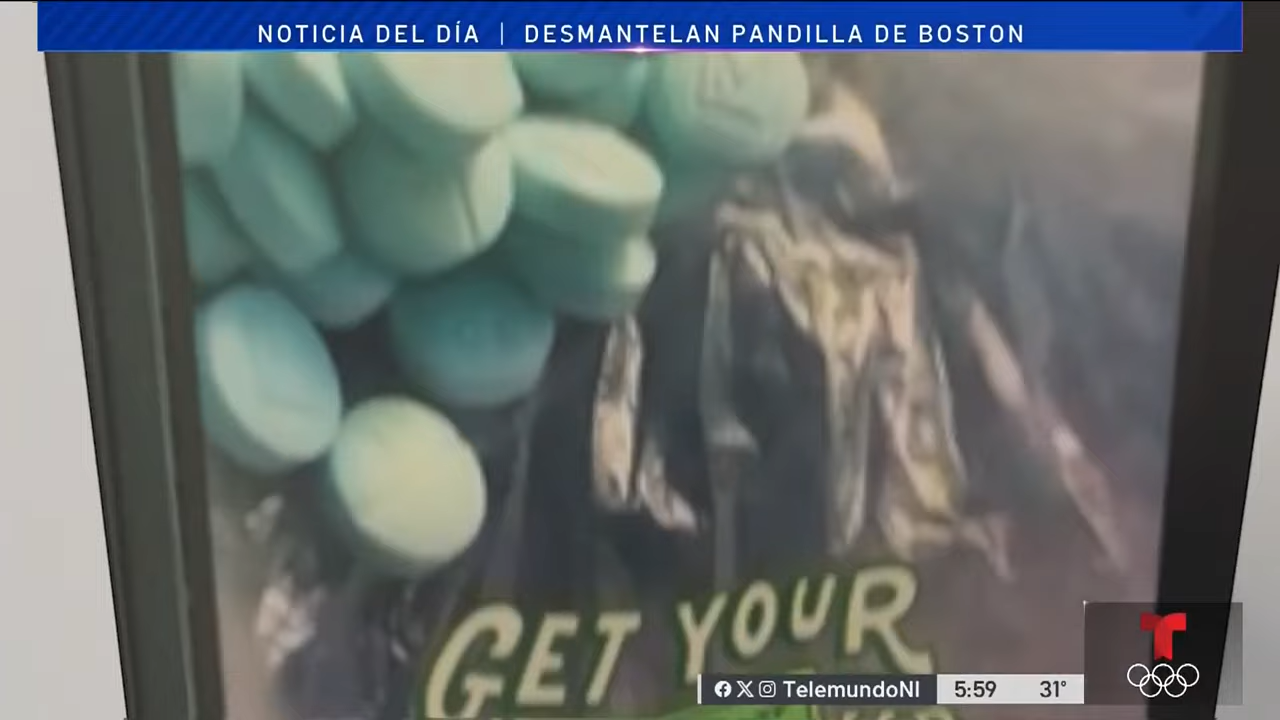 NOTICIA DEL DÍA | DESMANTELAN PANDILLA DE BOSTON
M
GET YOUR
TelemundoNI
5:59 31°